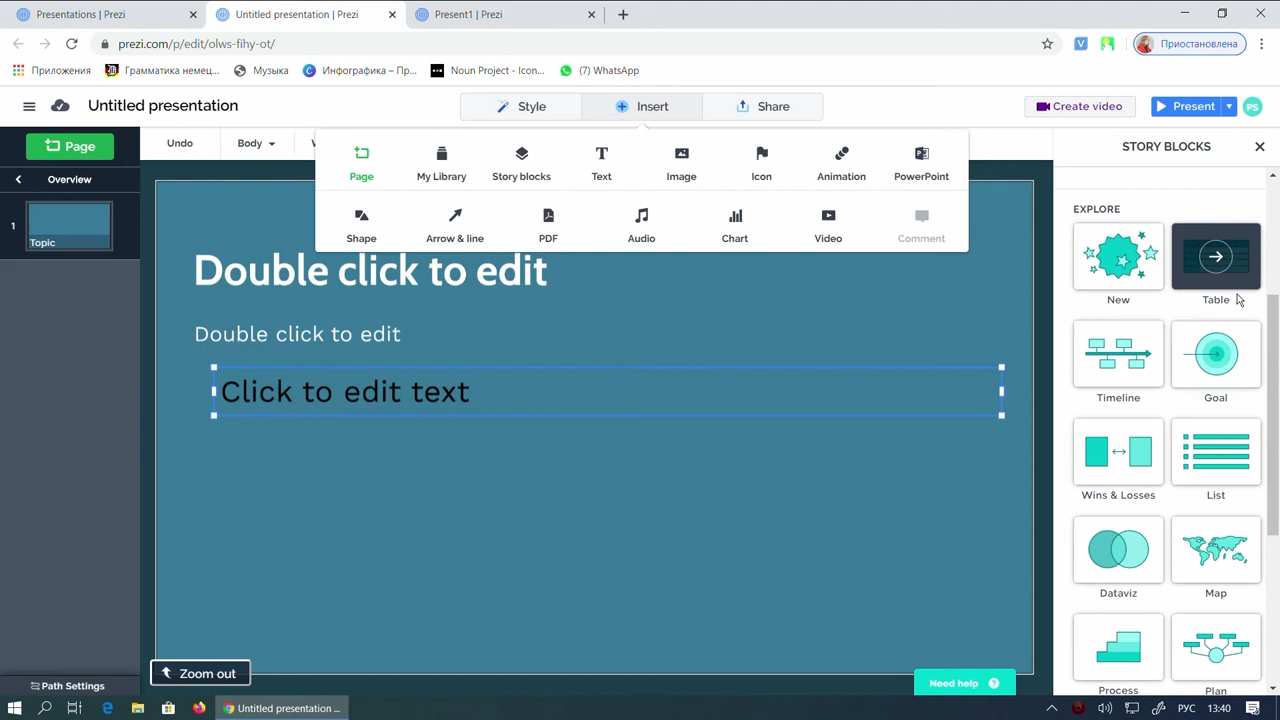 Presentations | Prezi
Untitled presentation | Prezi
Present1 | Prezi
prezi.com/p/edit/olws-fihy-ot/
Приостановлена
Приложения
Грамматика немец...
Музыка
Инфографика – Пр...
Noun Project - Icon...
(7) WhatsApp
Untitled presentation
Style
Insert
Share
Create video
Present
PS
Page
Undo
Body
Overview
1
Topic
Page
My Library
Story blocks
Text
Image
Icon
Animation
PowerPoint
Shape
Arrow & line
PDF
Audio
Chart
Video
Comment
Double click to edit
Double click to edit
Click to edit text
Zoom out
Need help ?
Path Settings
STORY BLOCKS
EXPLORE
New
Table
Timeline
Goal
Wins & Losses
List
Dataviz
Map
Process
Plan
Untitled presentation ...
РУС
13:40